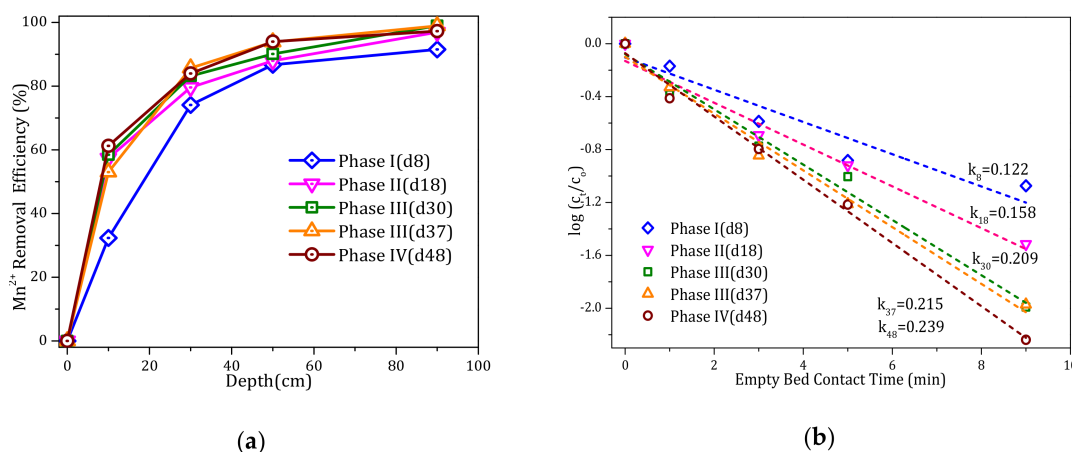 100
80
60
40
20
0
Mn²⁺ Removal Efficiency (%)
0 20 40 60 80 100
Depth(cm)
Phase I(d8)
Phase II(d18)
Phase III(d30)
Phase III(d37)
Phase IV(d48)
(a)
0.0
-0.4
-0.8
-1.2
-1.6
-2.0
log (cₜ/cₒ)
0 2 4 6 8 10
Empty Bed Contact Time (min)
k₈=0.122
k₁₈=0.158
k₃₀=0.209
k₃₇=0.215
k₄₈=0.239
Phase I(d8)
Phase II(d18)
Phase III(d30)
Phase III(d37)
Phase IV(d48)
(b)